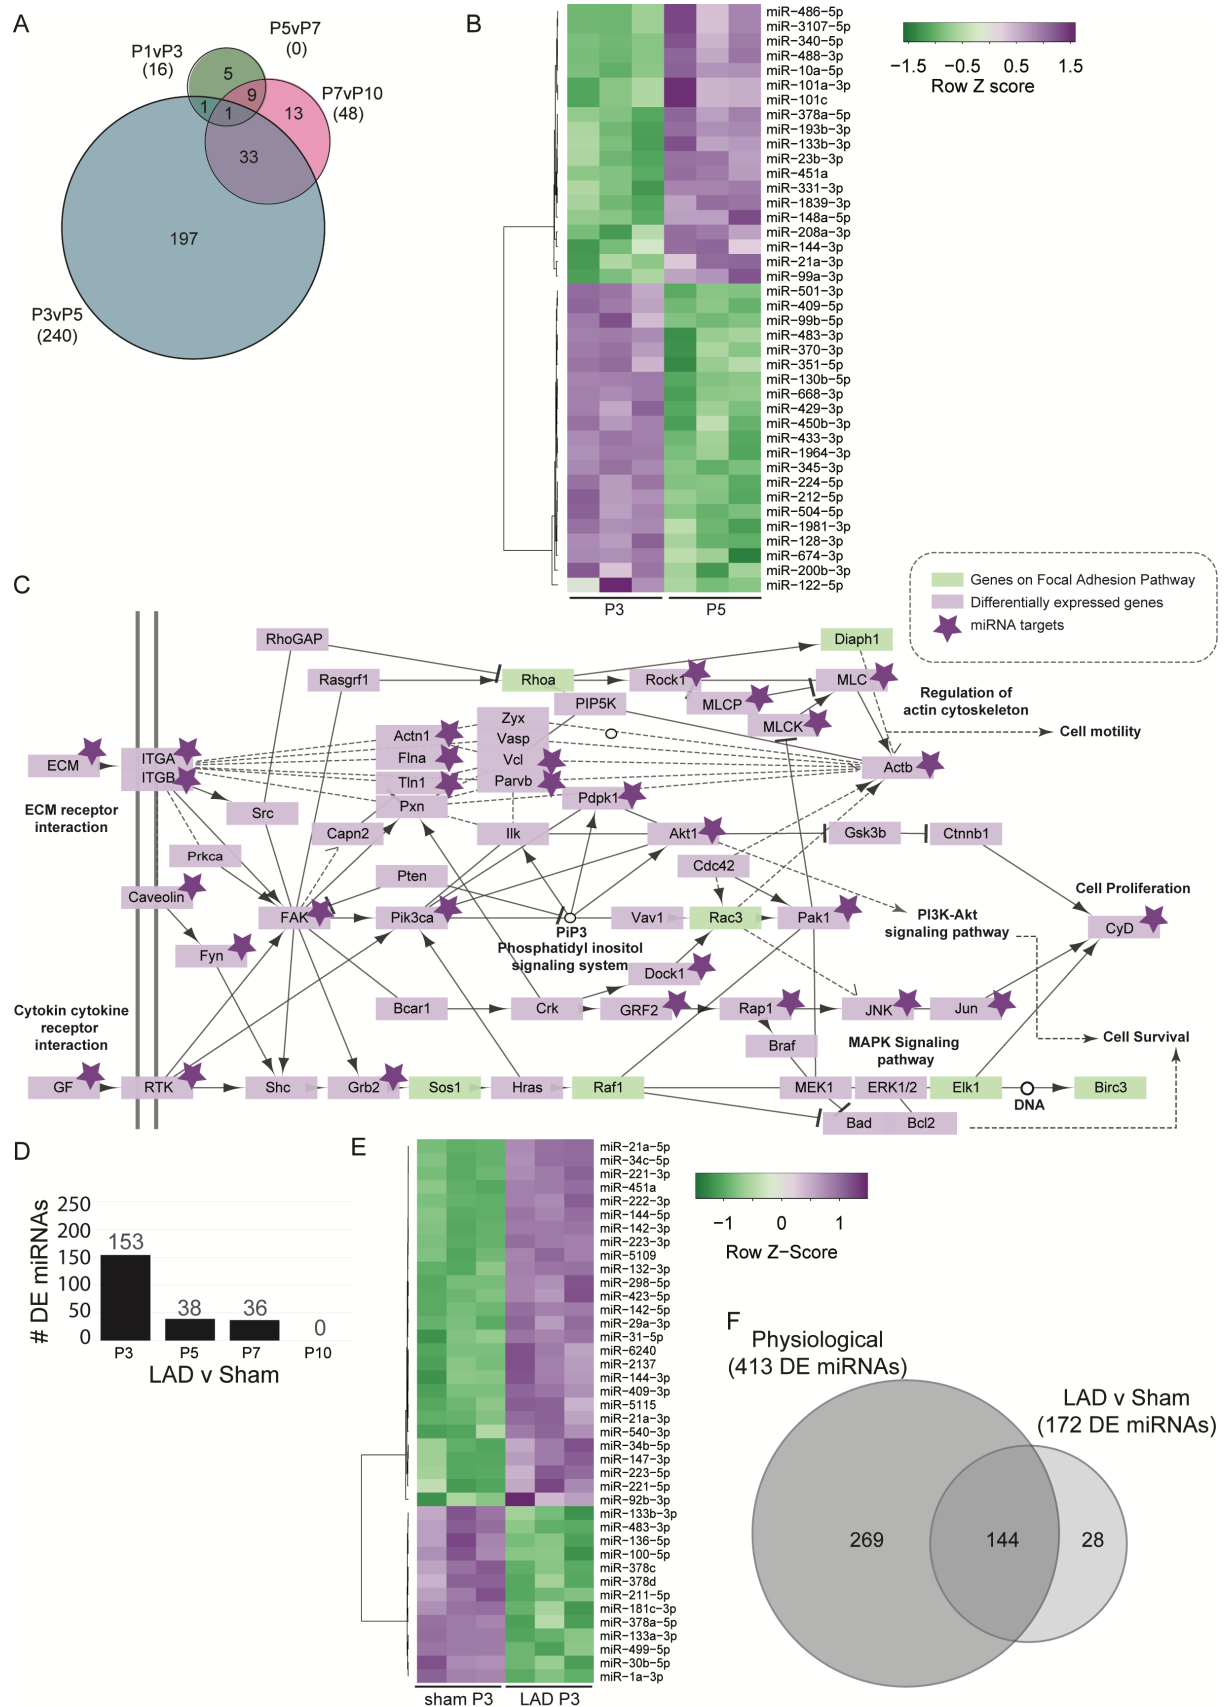 A
P5vP7
(0)
P1vP3
(16)
P7vP10
(48)
5
9
1
1
13
33
197
P3vP5
(240)
B
miR−486−5p
miR−3107−5p
miR−340−5p
miR−488−3p
miR−10a−5p
miR−101a−3p
miR−101c
miR−378a−5p
miR−193b−3p
miR−133b−3p
miR−23b−3p
miR−451a
miR−331−3p
miR−1839−3p
miR−148a−5p
miR−208a−3p
miR−144−3p
miR−21a−3p
miR−99a−3p
miR−501−3p
miR−409−5p
miR−99b−5p
miR−483−3p
miR−370−3p
miR−351−5p
miR−130b−5p
miR−668−3p
miR−429−3p
miR−450b−3p
miR−433−3p
miR−1964−3p
miR−345−3p
miR−224−5p
miR−212−5p
miR−504−5p
miR−1981−3p
miR−128−3p
miR−674−3p
miR−200b−3p
miR−122−5p
P3 P5
−1.5 −0.5 0.5 1.5
Row Z score
C
Genes on Focal Adhesion Pathway
Differentially expressed genes
miRNA targets
RhoGAP
Diaph1
Rasgrf1
Rhoa
Rock1
MLC
PIP5K
MLCP
MLCK
Regulation of
actin cytoskeleton
Cell motility
Zyx
Actn1
Vasp
Flna
Vcl
Tln1
Parvb
Pxn
ECM
ITGA
ITGB
Actb
ECM receptor
interaction
Src
Pdpk1
Capn2
Ilk
Akt1
Gsk3b
Ctnnb1
Prkca
Pten
Cdc42
Caveolin
FAK
Pik3ca
PiP3
Phosphatidyl inositol
signaling system
Vav1
Rac3
Pak1
PI3K-Akt
signaling pathway
Cell Proliferation
CyD
Fyn
Dock1
Bcar1
Crk
GRF2
Rap1
JNK
Jun
Cytokin cytokine
receptor
interaction
Braf
MAPK Signaling
pathway
Cell Survival
GF
RTK
Shc
Grb2
Sos1
Hras
Raf1
MEK1
ERK1/2
Elk1
DNA
Birc3
Bad
Bcl2
D
# DE miRNAs
250
200
150
100
50
0
153
38
36
0
P3 P5 P7 P10
LAD v Sham
E
miR−21a−5p
miR−34c−5p
miR−221−3p
miR−451a
miR−222−3p
miR−144−5p
miR−142−3p
miR−223−3p
miR−5109
miR−132−3p
miR−298−5p
miR−423−5p
miR−142−5p
miR−29a−3p
miR−31−5p
miR−6240
miR−2137
miR−144−3p
miR−409−3p
miR−5115
miR−21a−3p
miR−540−3p
miR−34b−5p
miR−147−3p
miR−223−5p
miR−221−5p
miR−92b−3p
miR−133b−3p
miR−483−3p
miR−136−5p
miR−100−5p
miR−378c
miR−378d
miR−211−5p
miR−181c−3p
miR−378a−5p
miR−133a−3p
miR−499−5p
miR−30b−5p
miR−1a−3p
sham P3 LAD P3
−1 0 1
Row Z−Score
F
Physiological
(413 DE miRNAs)
LAD v Sham
(172 DE miRNAs)
269
144
28